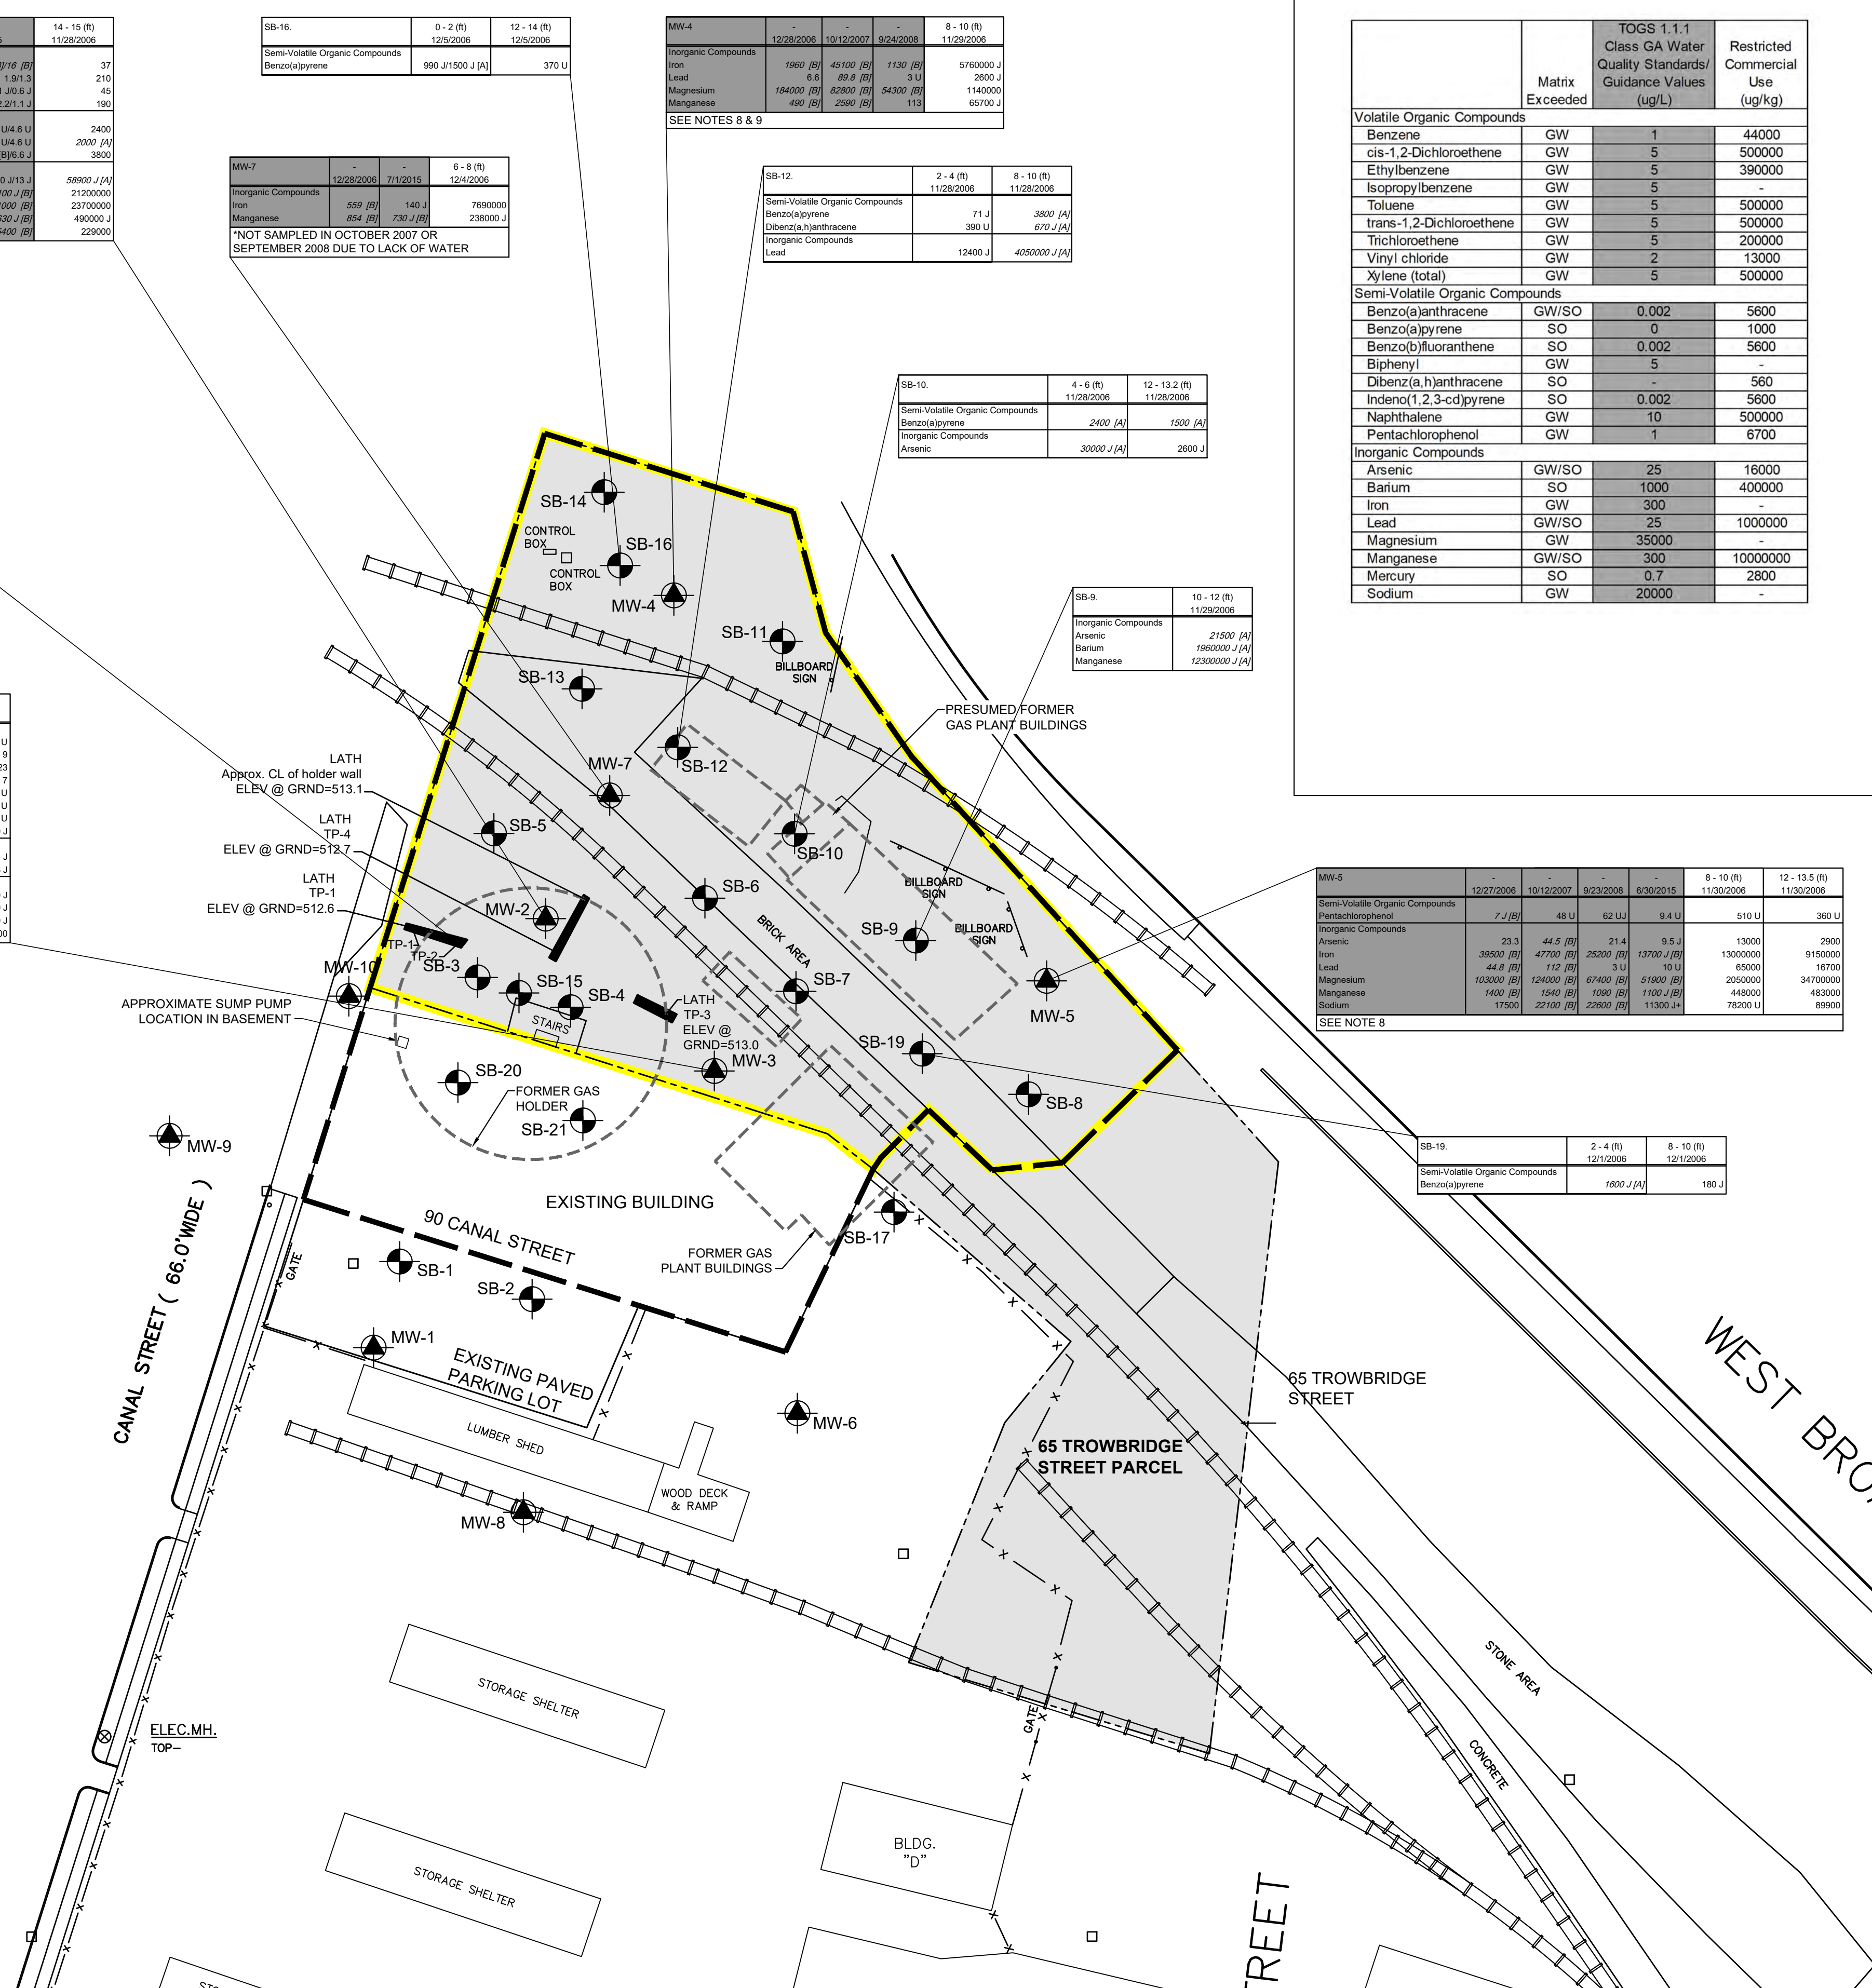 14 - 15 (ft)
11/28/2006
]/16 [B] 37
1.9/1.3 210
J/0.6 J 45
2.2/1.1 J 190
U/4.6 U 2400
U/4.6 U 2000 [A]
[B]/6.6 J 3800
0 J/13 J 58900 J [A]
100 J [B] 21200000
000 [B] 23700000
630 J [B] 490000 J
400 [B] 229000
SB-16. 0 - 2 (ft) 12 - 14 (ft)
12/5/2006 12/5/2006
Semi-Volatile Organic Compounds
Benzo(a)pyrene 990 J/1500 J [A] 370 U
MW-4 - - - 8 - 10 (ft)
12/28/2006 10/12/2007 9/24/2008 11/29/2006
Inorganic Compounds
Iron 1960 [B] 45100 [B] 1130 [B] 5760000 J
Lead 6.6 89.8 [B] 3 U 2600 J
Magnesium 184000 [B] 82800 [B] 54300 [B] 1140000
Manganese 490 [B] 2590 [B] 113 65700 J
SEE NOTES 8 & 9
MW-7 - - 6 - 8 (ft)
12/28/2006 7/1/2015 12/4/2006
Inorganic Compounds
Iron 559 [B] 140 J 7690000
Manganese 854 [B] 730 J [B] 238000 J
*NOT SAMPLED IN OCTOBER 2007 OR
SEPTEMBER 2008 DUE TO LACK OF WATER
SB-12. 2 - 4 (ft) 8 - 10 (ft)
11/28/2006 11/28/2006
Semi-Volatile Organic Compounds
Benzo(a)pyrene 71 J 3800 [A]
Dibenz(a,h)anthracene 390 U 670 J [A]
Inorganic Compounds
Lead 12400 J 4050000 J [A]
SB-10. 4 - 6 (ft) 12 - 13.2 (ft)
11/28/2006 11/28/2006
Semi-Volatile Organic Compounds
Benzo(a)pyrene 2400 [A] 1500 [A]
Inorganic Compounds
Arsenic 30000 J [A] 2600 J
SB-9. 10 - 12 (ft)
11/29/2006
Inorganic Compounds
Arsenic 21500 [A]
Barium 1960000 J [A]
Manganese 12300000 J [A]
Matrix Exceeded
TOGS 1.1.1 Class GA Water Quality Standards/ Guidance Values (ug/L)
Restricted Commercial Use (ug/kg)
Volatile Organic Compounds
Benzene GW 1 44000
cis-1,2-Dichloroethene GW 5 500000
Ethylbenzene GW 5 390000
Isopropylbenzene GW 5 -
Toluene GW 5 500000
trans-1,2-Dichloroethene GW 5 500000
Trichloroethene GW 5 200000
Vinyl chloride GW 2 13000
Xylene (total) GW 5 500000
Semi-Volatile Organic Compounds
Benzo(a)anthracene GW/SO 0.002 5600
Benzo(a)pyrene SO 0 1000
Benzo(b)fluoranthene SO 0.002 5600
Biphenyl GW 5 -
Dibenz(a,h)anthracene SO - 560
Indeno(1,2,3-cd)pyrene SO 0.002 5600
Naphthalene GW 10 500000
Pentachlorophenol GW 1 6700
Inorganic Compounds
Arsenic GW/SO 25 16000
Barium SO 1000 400000
Iron GW 300 -
Lead GW/SO 25 1000000
Magnesium GW 35000 -
Manganese GW/SO 300 10000000
Mercury SO 0.7 2800
Sodium GW 20000 -
SB-14
CONTROL
BOX
SB-16
CONTROL
BOX
MW-4
SB-11
BILLBOARD
SIGN
SB-13
PRESUMED FORMER
GAS PLANT BUILDINGS
SB-12
MW-7
LATH
Approx. CL of holder wall
ELEV @ GRND=513.1
LATH
TP-4
ELEV @ GRND=512.7
LATH
TP-1
ELEV @ GRND=512.6
SB-5
SB-10
SB-6
BILLBOARD
SIGN
MW-2
BRICK AREA
SB-9
BILLBOARD
SIGN
TP-1
TP-2
SB-3
MW-10
SB-15
SB-4
STAIRS
SB-7
MW-5
APPROXIMATE SUMP PUMP
LOCATION IN BASEMENT
LATH
TP-3
ELEV @
GRND=513.0
MW-3
SB-19
SB-8
SB-20
FORMER GAS
HOLDER
SB-21
MW-9
MW-5 - - - - 8 - 10 (ft) 12 - 13.5 (ft)
12/27/2006 10/12/2007 9/23/2008 6/30/2015 11/30/2006 11/30/2006
Semi-Volatile Organic Compounds
Pentachlorophenol 7 J [B] 48 U 62 UJ 9.4 U 510 U 360 U
Inorganic Compounds
Arsenic 23.3 44.5 [B] 21.4 9.5 J 13000 2900
Iron 39500 [B] 47700 [B] 25200 [B] 13700 J [B] 13000000 9150000
Lead 44.8 [B] 112 [B] 3 U 10 U 65000 16700
Magnesium 103000 [B] 124000 [B] 67400 [B] 51900 [B] 2050000 34700000
Manganese 1400 [B] 1540 [B] 1090 [B] 1100 J [B] 448000 483000
Sodium 17500 22100 [B] 22600 [B] 11300 J+ 78200 U 89900
SEE NOTE 8
SB-19. 2 - 4 (ft) 8 - 10 (ft)
12/1/2006 12/1/2006
Semi-Volatile Organic Compounds
Benzo(a)pyrene 1600 J [A] 180 J
EXISTING BUILDING
90 CANAL STREET
SB-17
FORMER GAS
PLANT BUILDINGS
CANAL STREET ( 66.0'WIDE )
GATE
SB-1
SB-2
MW-1
EXISTING PAVED
PARKING LOT
LUMBER SHED
WOOD DECK
& RAMP
MW-6
MW-8
65 TROWBRIDGE
STREET
65 TROWBRIDGE
STREET PARCEL
WEST BRO
STONE AREA
CONCRETE
GATE
STORAGE SHELTER
ELEC.MH.
TOP-
STORAGE SHELTER
BLDG.
"D"
REET